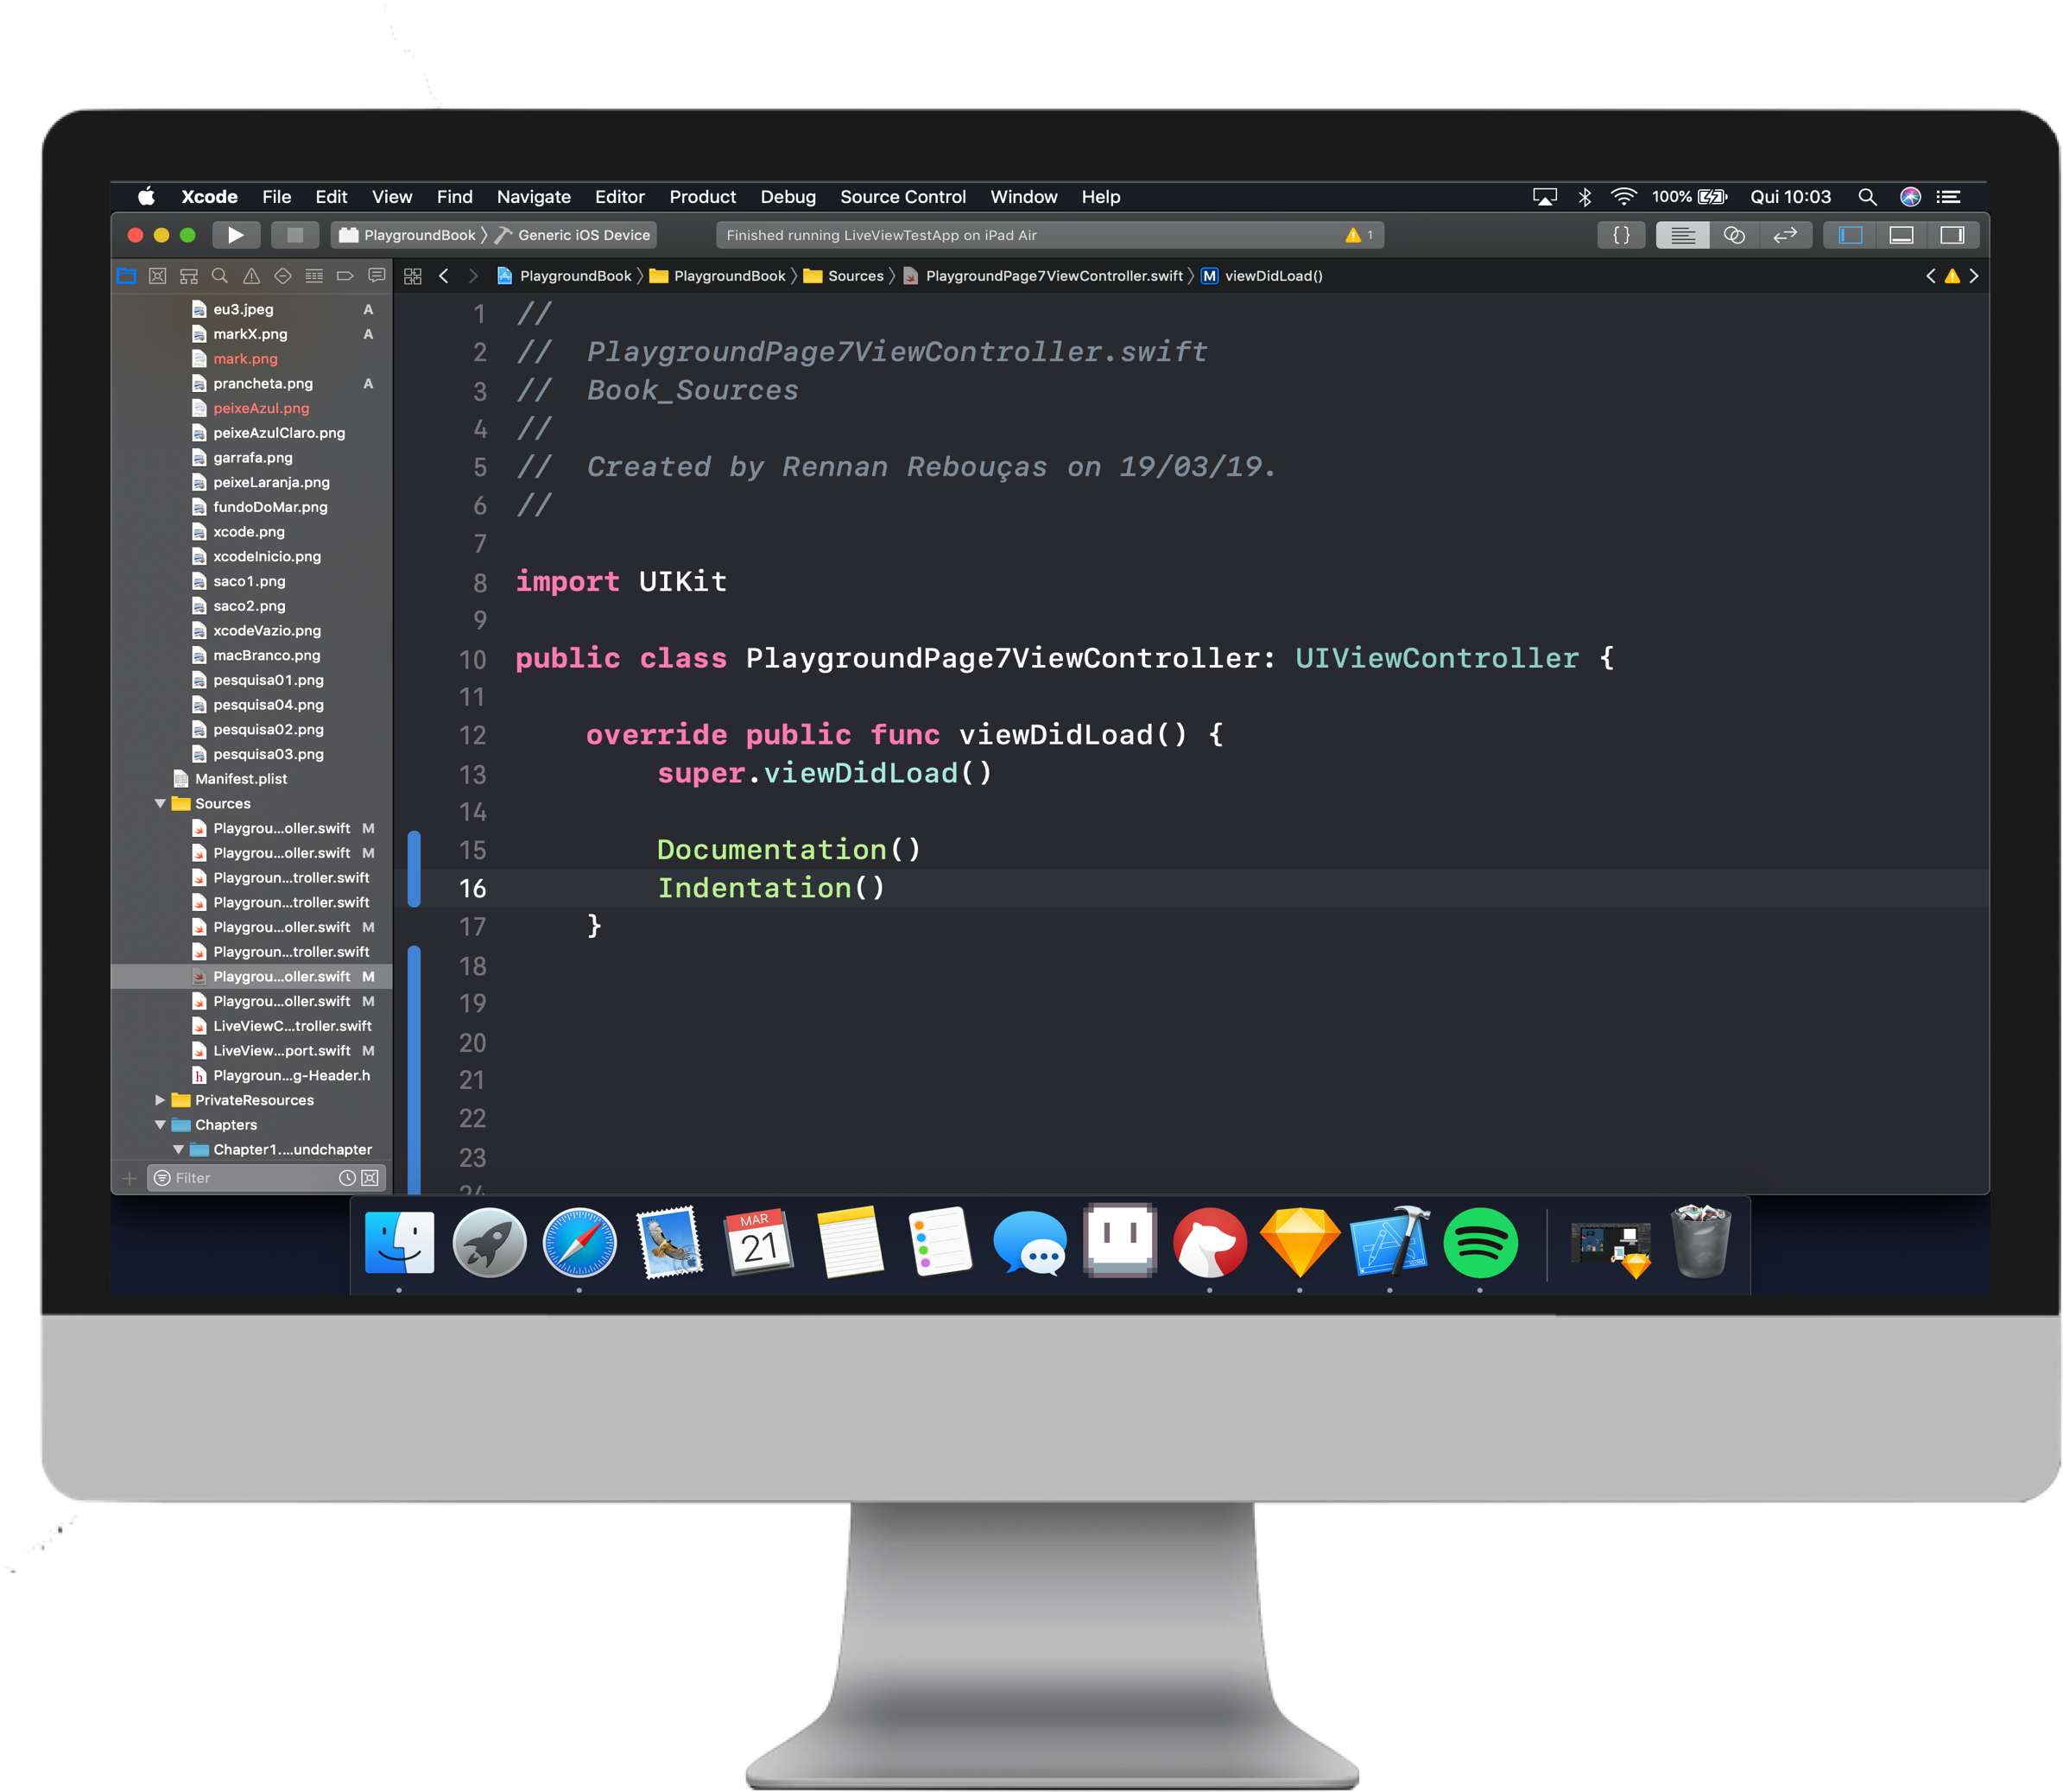 Xcode File Edit View Find Navigate Editor Product Debug Source Control Window Help 100% Qui 10:03
PlaygroundBook Generic iOS Device Finished running LiveViewTestApp on iPad Air 1
PlaygroundBook PlaygroundBook Sources PlaygroundPage7ViewController.swift M viewDidLoad()
eu3.jpeg A
markX.png A
mark.png
prancheta.png A
peixeAzul.png
peixeAzulClaro.png
garrafa.png
peixeLaranja.png
fundoDoMar.png
xcode.png
xcodeInicio.png
saco1.png
saco2.png
xcodeVazio.png
macBranco.png
pesquisa01.png
pesquisa04.png
pesquisa02.png
pesquisa03.png
Manifest.plist
Sources
Playgrou...oller.swift M
Playgrou...oller.swift M
Playgroun...troller.swift
Playgroun...troller.swift
Playgrou...oller.swift M
Playgroun...troller.swift
Playgrou...oller.swift M
Playgrou...oller.swift M
LiveViewC...troller.swift
LiveView...port.swift M
h Playgroun...g-Header.h
PrivateResources
Chapters
Chapter1....undchapter
Filter
1 //
2 // PlaygroundPage7ViewController.swift
3 // Book_Sources
4 //
5 // Created by Rennan Rebouças on 19/03/19.
6 //
7
8 import UIKit
9
10 public class PlaygroundPage7ViewController: UIViewController {
11
12 override public func viewDidLoad() {
13 super.viewDidLoad()
14
15 Documentation()
16 Indentation()
17 }
18
19
20
21
22
23
24
MAR
21